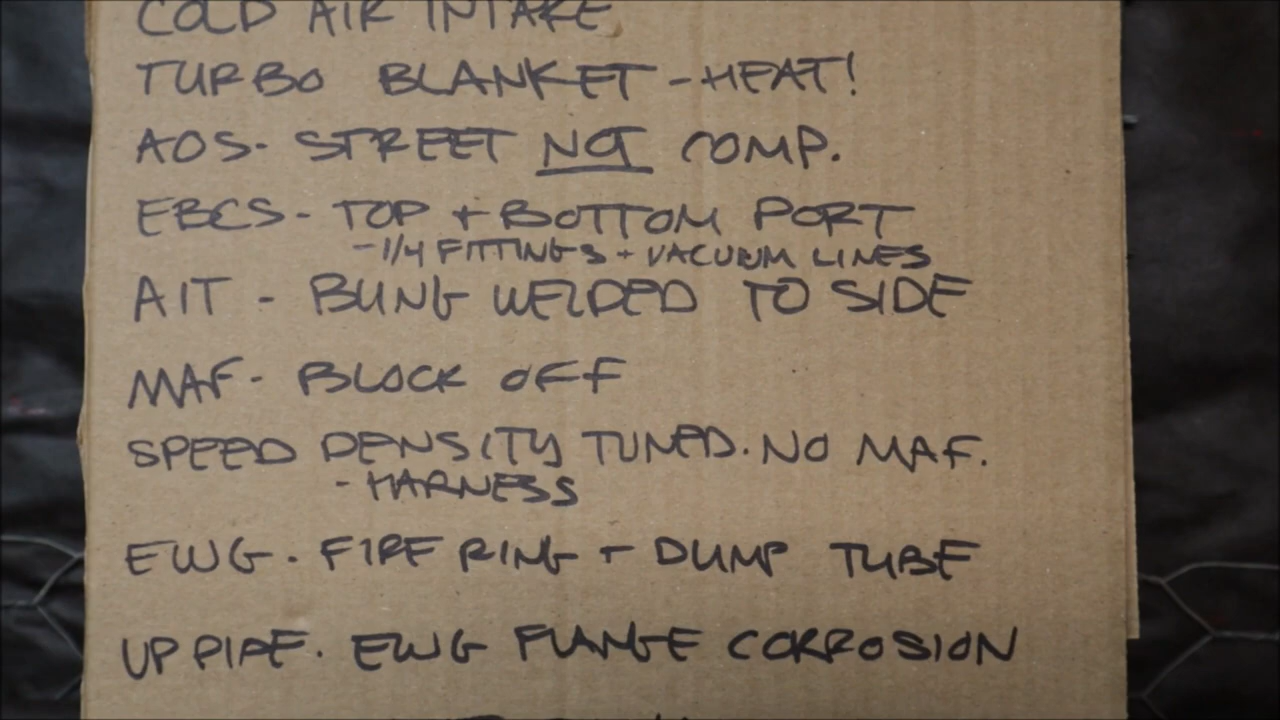 COLD AIR INTAKE
TURBO BLANKET - HEAT!
AOS - STREET NOT COMP.
EBCS - TOP + BOTTOM PORT
- 1/4 FITTINGS + VACUUM LINES
AIT - BUNG WELDED TO SIDE
MAF - BLOCK OFF
SPEED DENSITY TUNED. NO MAF.
- HARNESS
EWG - FIRE RING + DUMP TUBE
UP PIPE. EWG FLANGE CORROSION